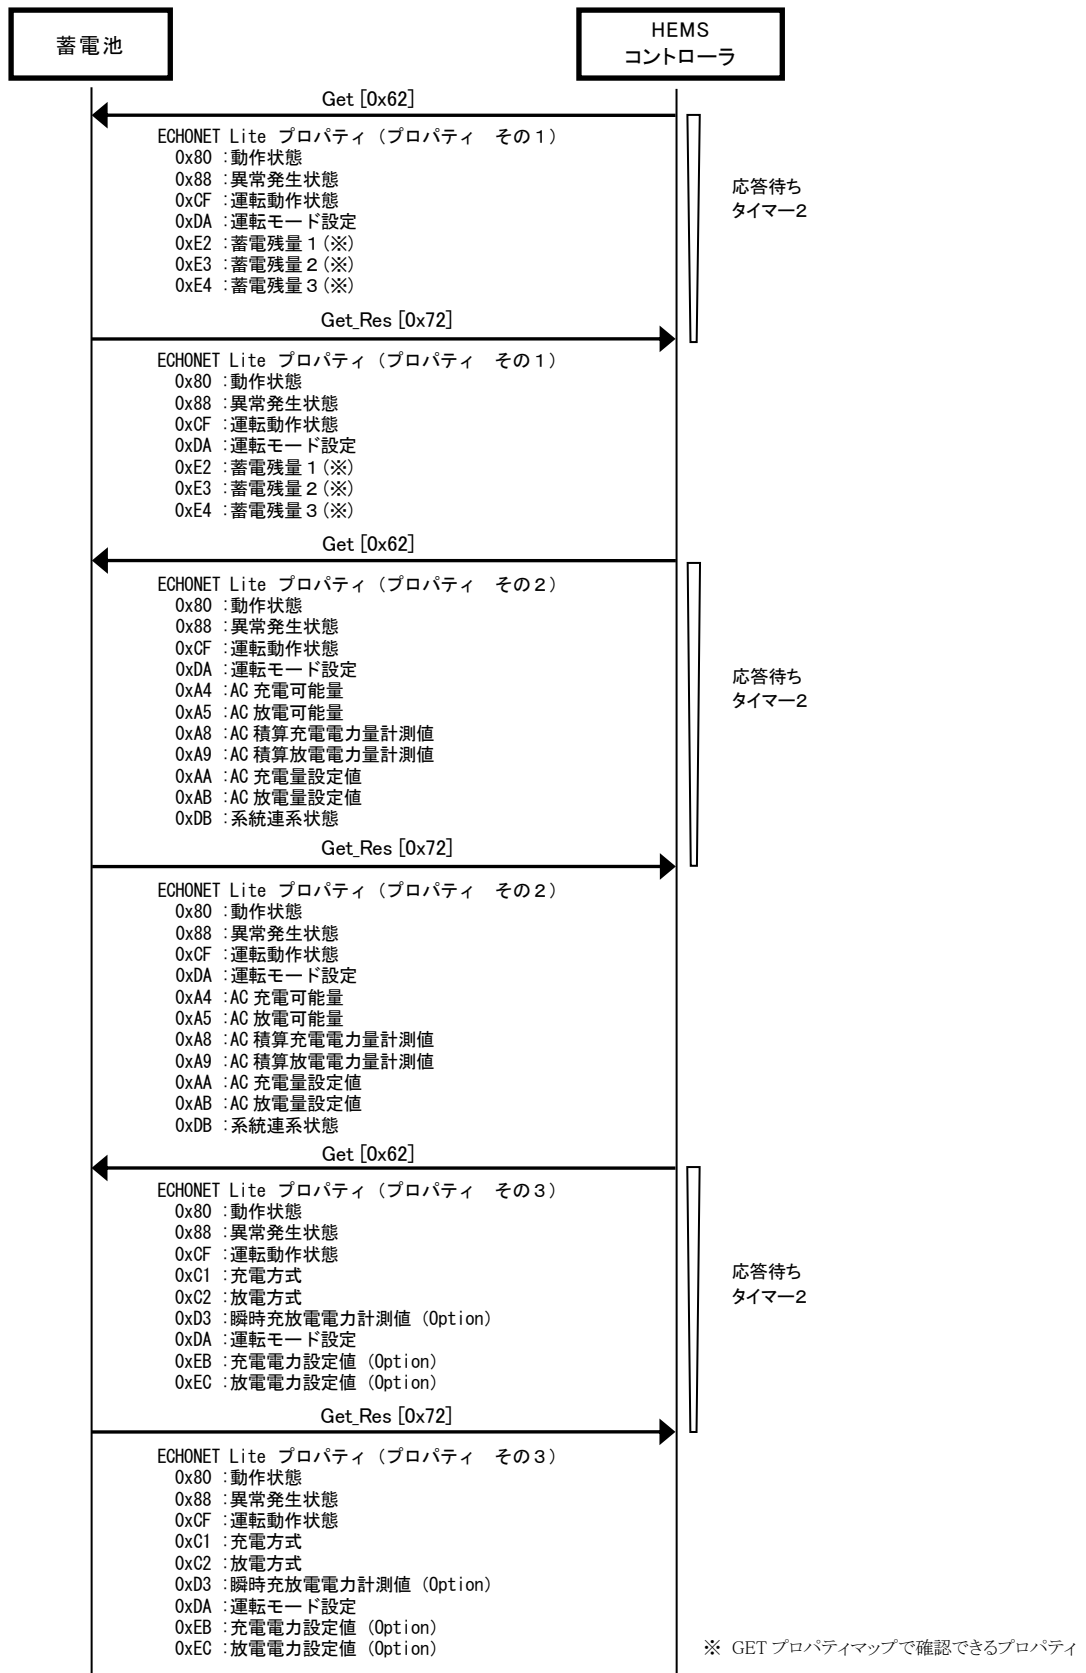 蓄電池
HEMS
コントローラ
Get [0x62]
ECHONET Lite プロパティ（プロパティ　その１）
0x80 :動作状態
0x88 :異常発生状態
0xCF :運転動作状態
0xDA :運転モード設定
0xE2 :蓄電残量１(※)
0xE3 :蓄電残量２(※)
0xE4 :蓄電残量３(※)
応答待ち
タイマー2
Get_Res [0x72]
ECHONET Lite プロパティ（プロパティ　その１）
0x80 :動作状態
0x88 :異常発生状態
0xCF :運転動作状態
0xDA :運転モード設定
0xE2 :蓄電残量１(※)
0xE3 :蓄電残量２(※)
0xE4 :蓄電残量３(※)
Get [0x62]
ECHONET Lite プロパティ（プロパティ　その２）
0x80 :動作状態
0x88 :異常発生状態
0xCF :運転動作状態
0xDA :運転モード設定
0xA4 :AC 充電可能量
0xA5 :AC 放電可能量
0xA8 :AC 積算充電電力量計測値
0xA9 :AC 積算放電電力量計測値
0xAA :AC 充電量設定値
0xAB :AC 放電量設定値
0xDB :系統連系状態
応答待ち
タイマー2
Get_Res [0x72]
ECHONET Lite プロパティ（プロパティ　その２）
0x80 :動作状態
0x88 :異常発生状態
0xCF :運転動作状態
0xDA :運転モード設定
0xA4 :AC 充電可能量
0xA5 :AC 放電可能量
0xA8 :AC 積算充電電力量計測値
0xA9 :AC 積算放電電力量計測値
0xAA :AC 充電量設定値
0xAB :AC 放電量設定値
0xDB :系統連系状態
Get [0x62]
ECHONET Lite プロパティ（プロパティ　その３）
0x80 :動作状態
0x88 :異常発生状態
0xCF :運転動作状態
0xC1 :充電方式
0xC2 :放電方式
0xD3 :瞬時充放電電力計測値 (Option)
0xDA :運転モード設定
0xEB :充電電力設定値 (Option)
0xEC :放電電力設定値 (Option)
応答待ち
タイマー2
Get_Res [0x72]
ECHONET Lite プロパティ（プロパティ　その３）
0x80 :動作状態
0x88 :異常発生状態
0xCF :運転動作状態
0xC1 :充電方式
0xC2 :放電方式
0xD3 :瞬時充放電電力計測値 (Option)
0xDA :運転モード設定
0xEB :充電電力設定値 (Option)
0xEC :放電電力設定値 (Option)
※ GET プロパティマップで確認できるプロパティ